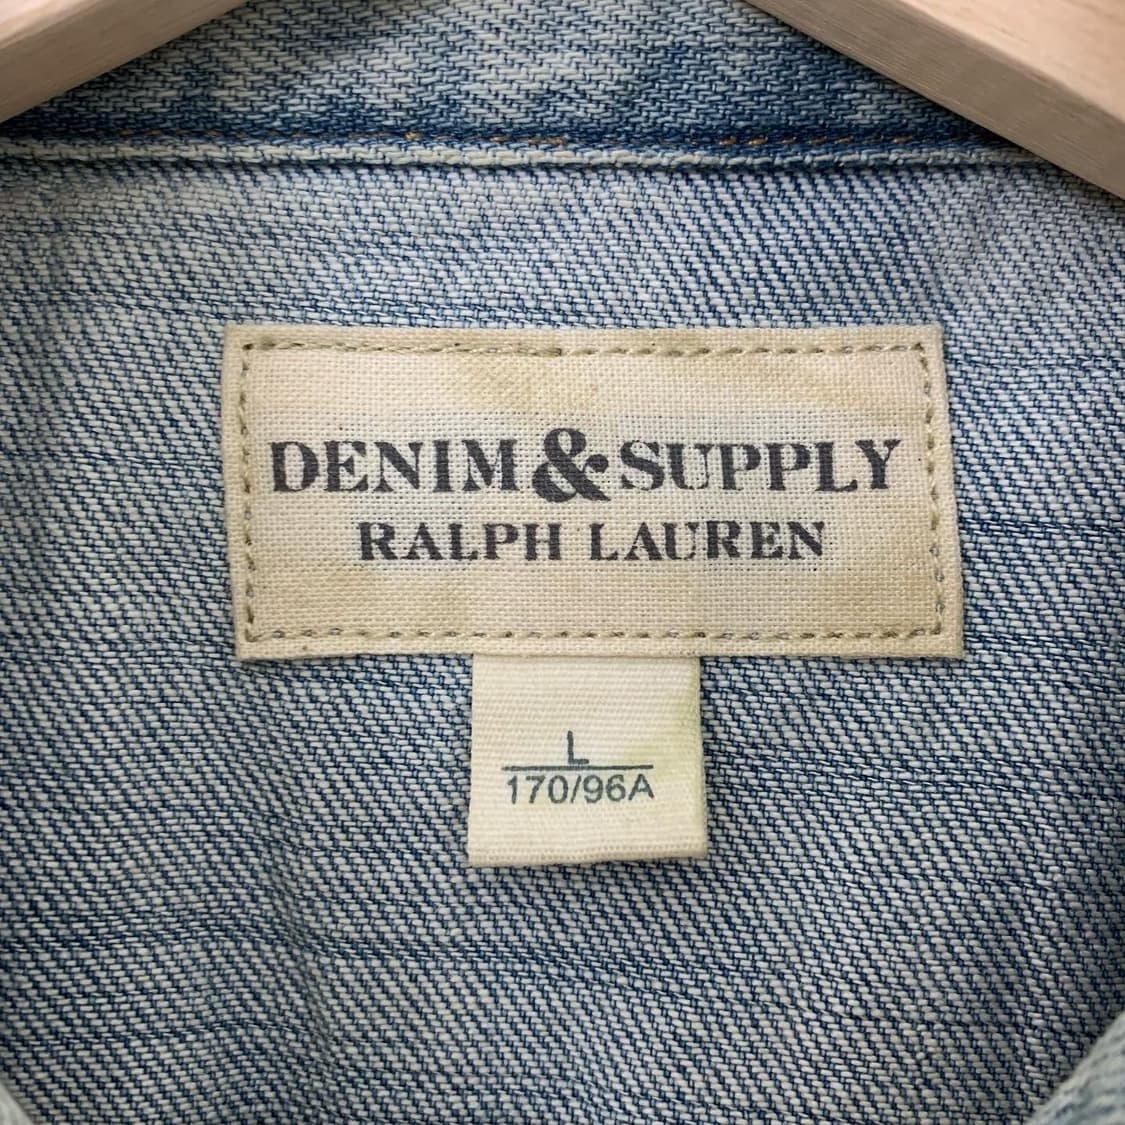 DENIM & SUPPLY
RALPH LAUREN
L
170/96A